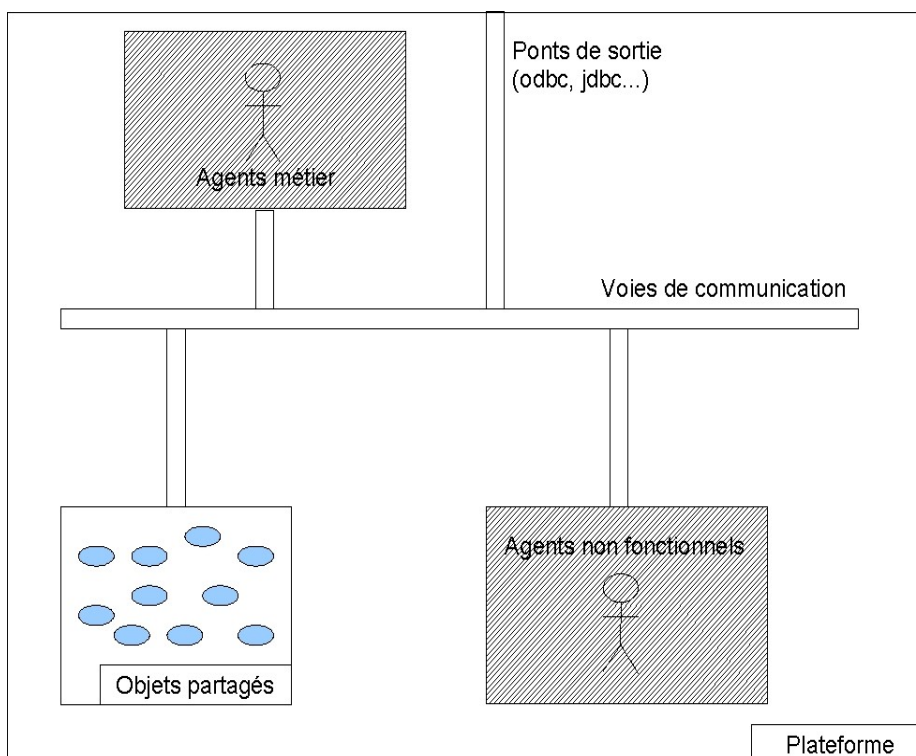 Ponts de sortie
(odbc, jdbc...)
Agents métier
Voies de communication
Agents non fonctionnels
Objets partagés
Plateforme